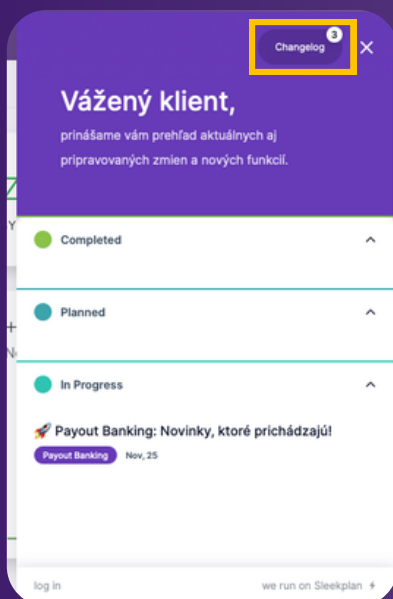 3
Changelog
Vážený klient,
prinášame vám prehľad aktuálnych aj
pripravovaných zmien a nových funkcií.
Completed
Planned
In Progress
🚀 Payout Banking: Novinky, ktoré prichádzajú!
Payout Banking Nov, 25
log in we run on Sleekplan